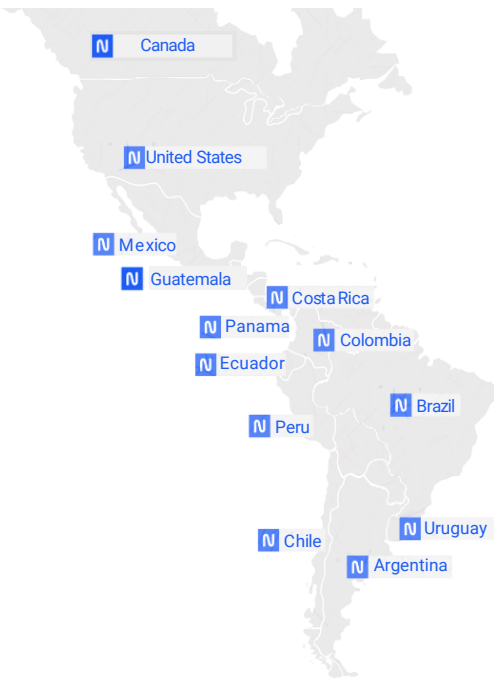 Canada
United States
Mexico
Guatemala
Costa Rica
Panama
Colombia
Ecuador
Brazil
Peru
Uruguay
Chile
Argentina